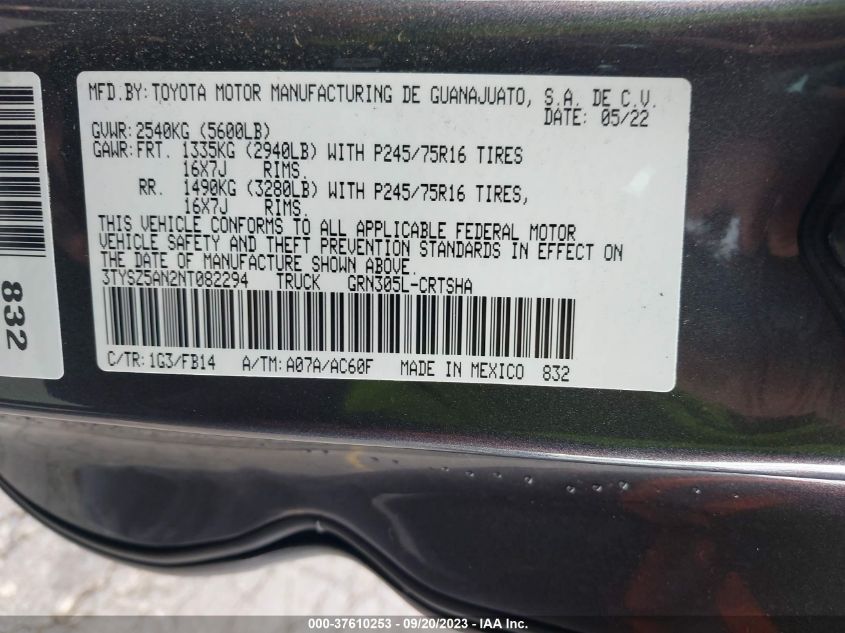 MFD.BY: TOYOTA MOTOR MANUFACTURING DE GUANAJUATO, S.A. DE C.V.
DATE: 05/22
GVWR: 2540KG (5600LB)
GAWR: FRT. 1335KG (2940LB) WITH P245/75R16 TIRES
16X7J RIMS.
RR. 1490KG (3280LB) WITH P245/75R16 TIRES,
16X7J RIMS.
THIS VEHICLE CONFORMS TO ALL APPLICABLE FEDERAL MOTOR
VEHICLE SAFETY AND THEFT PREVENTION STANDARDS IN EFFECT ON
THE DATE OF MANUFACTURE SHOWN ABOVE.
3TYSZ5AN2NT082294 TRUCK GRN305L-CRTSHA
C/TR: 1G3/FB14 A/TM: A07A/AC60F MADE IN MEXICO 832
832
000-37610253 - 09/20/2023 - IAA Inc.